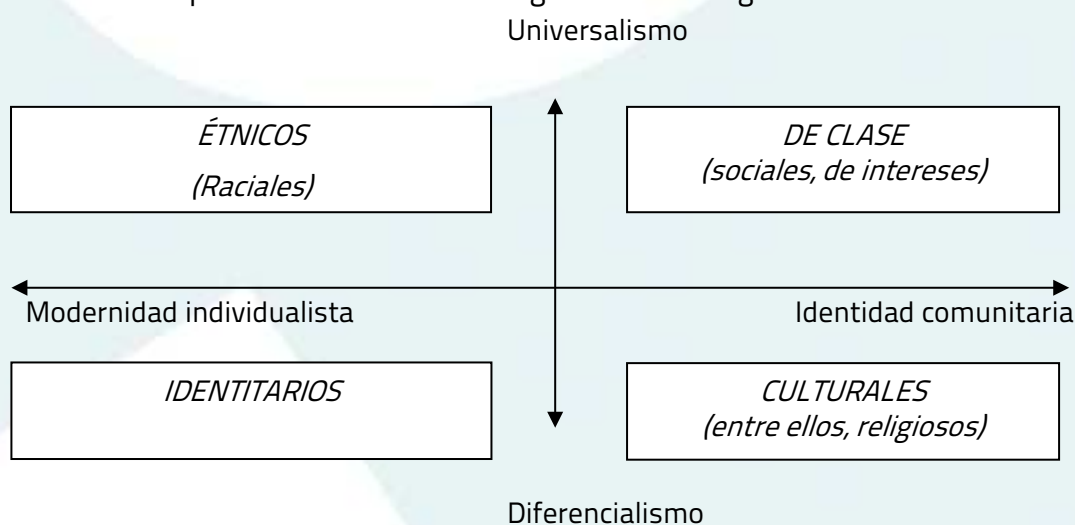 Universalismo
ÉTNICOS
(Raciales)
DE CLASE
(sociales, de intereses)
Modernidad individualista
Identidad comunitaria
IDENTITARIOS
CULTURALES
(entre ellos, religiosos)
Diferencialismo